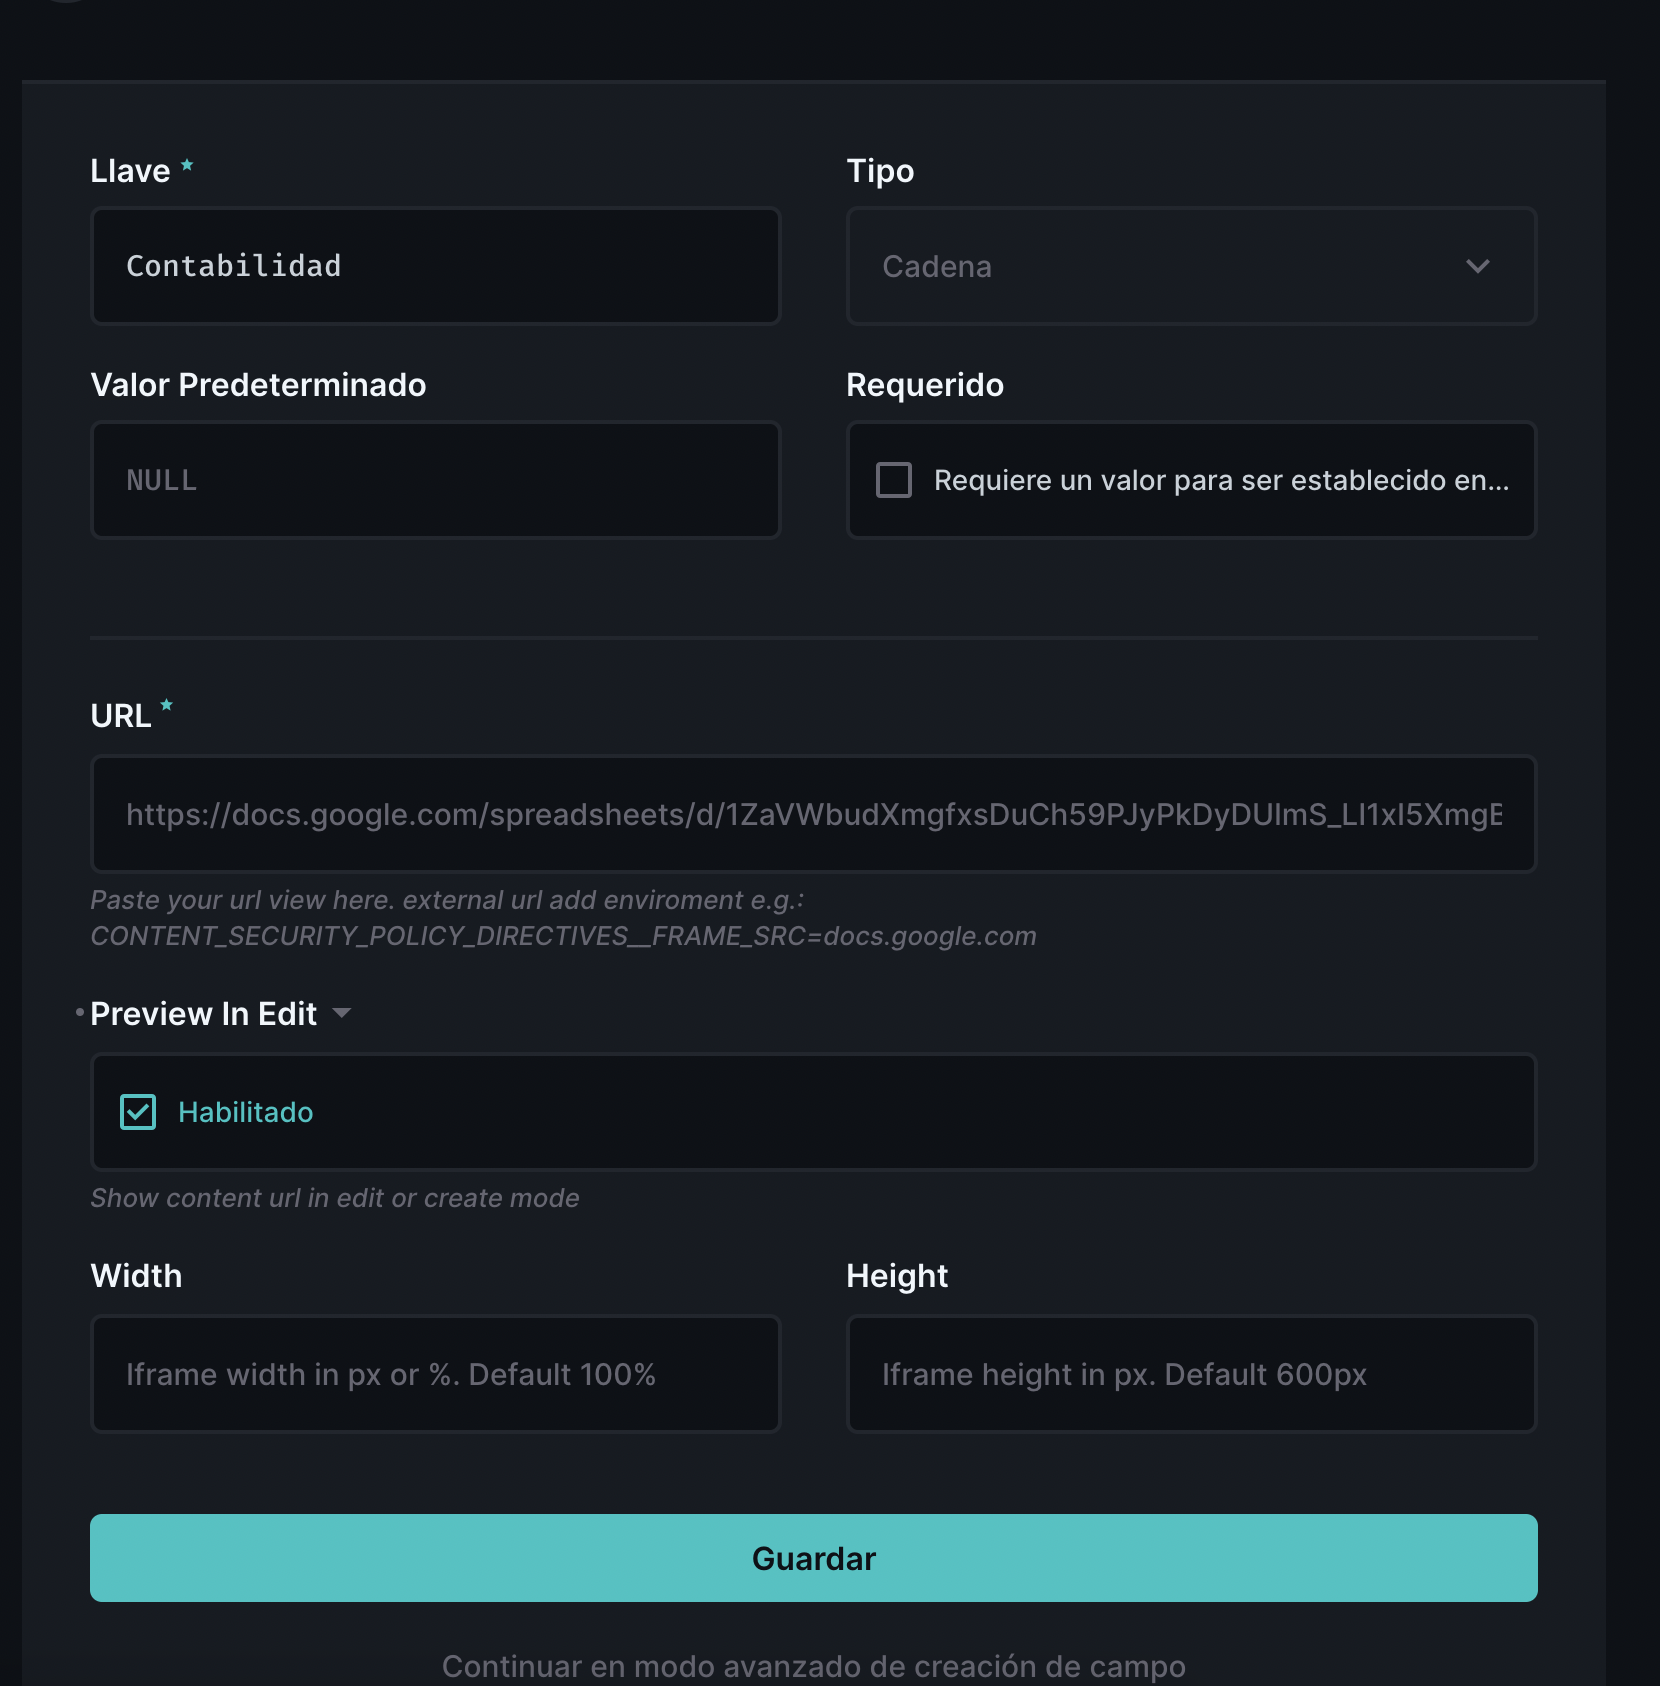 Llave *
Tipo
Contabilidad
Cadena
Valor Predeterminado
Requerido
NULL
Requiere un valor para ser establecido en...
URL *
https://docs.google.com/spreadsheets/d/1ZaVWbudXmgfxsDuCh59PJyPkDyDUlmS_LI1xI5XmgE
Paste your url view here. external url add enviroment e.g.:
CONTENT_SECURITY_POLICY_DIRECTIVES__FRAME_SRC=docs.google.com
Preview In Edit
Habilitado
Show content url in edit or create mode
Width
Height
Iframe width in px or %. Default 100%
Iframe height in px. Default 600px
Guardar
Continuar en modo avanzado de creación de campo